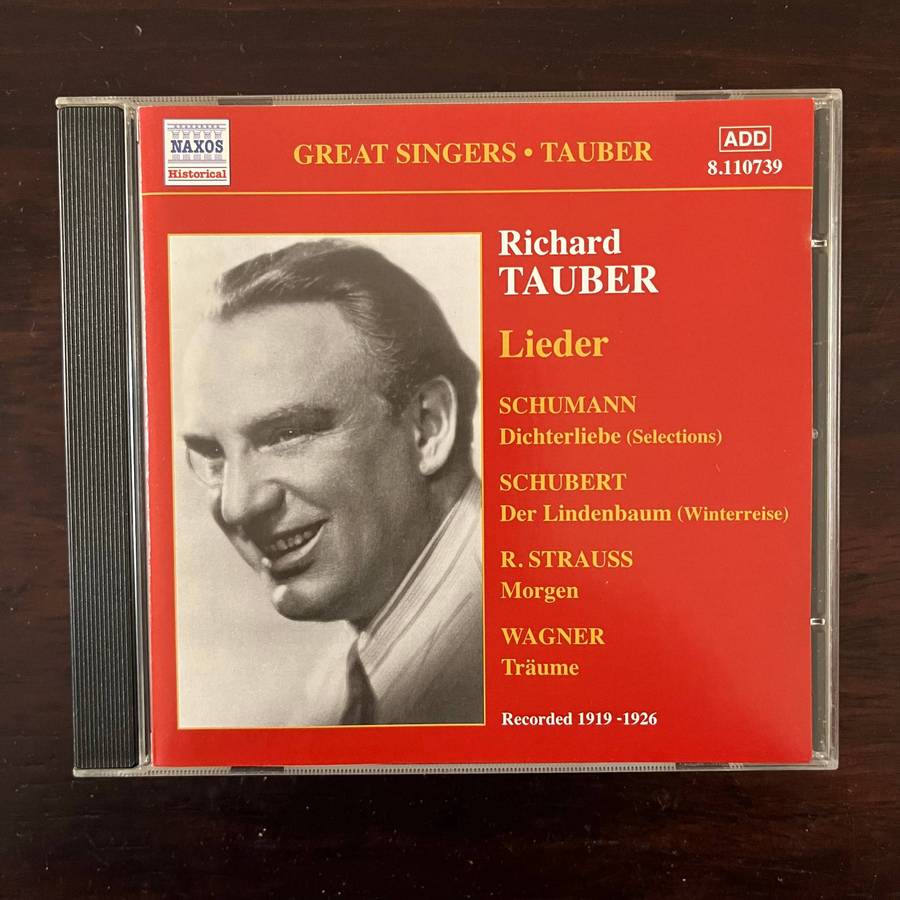 NAXOS
Historical
GREAT SINGERS • TAUBER
ADD
8.110739
Richard
TAUBER
Lieder
SCHUMANN
Dichterliebe (Selections)
SCHUBERT
Der Lindenbaum (Winterreise)
R. STRAUSS
Morgen
WAGNER
Träume
Recorded 1919 -1926